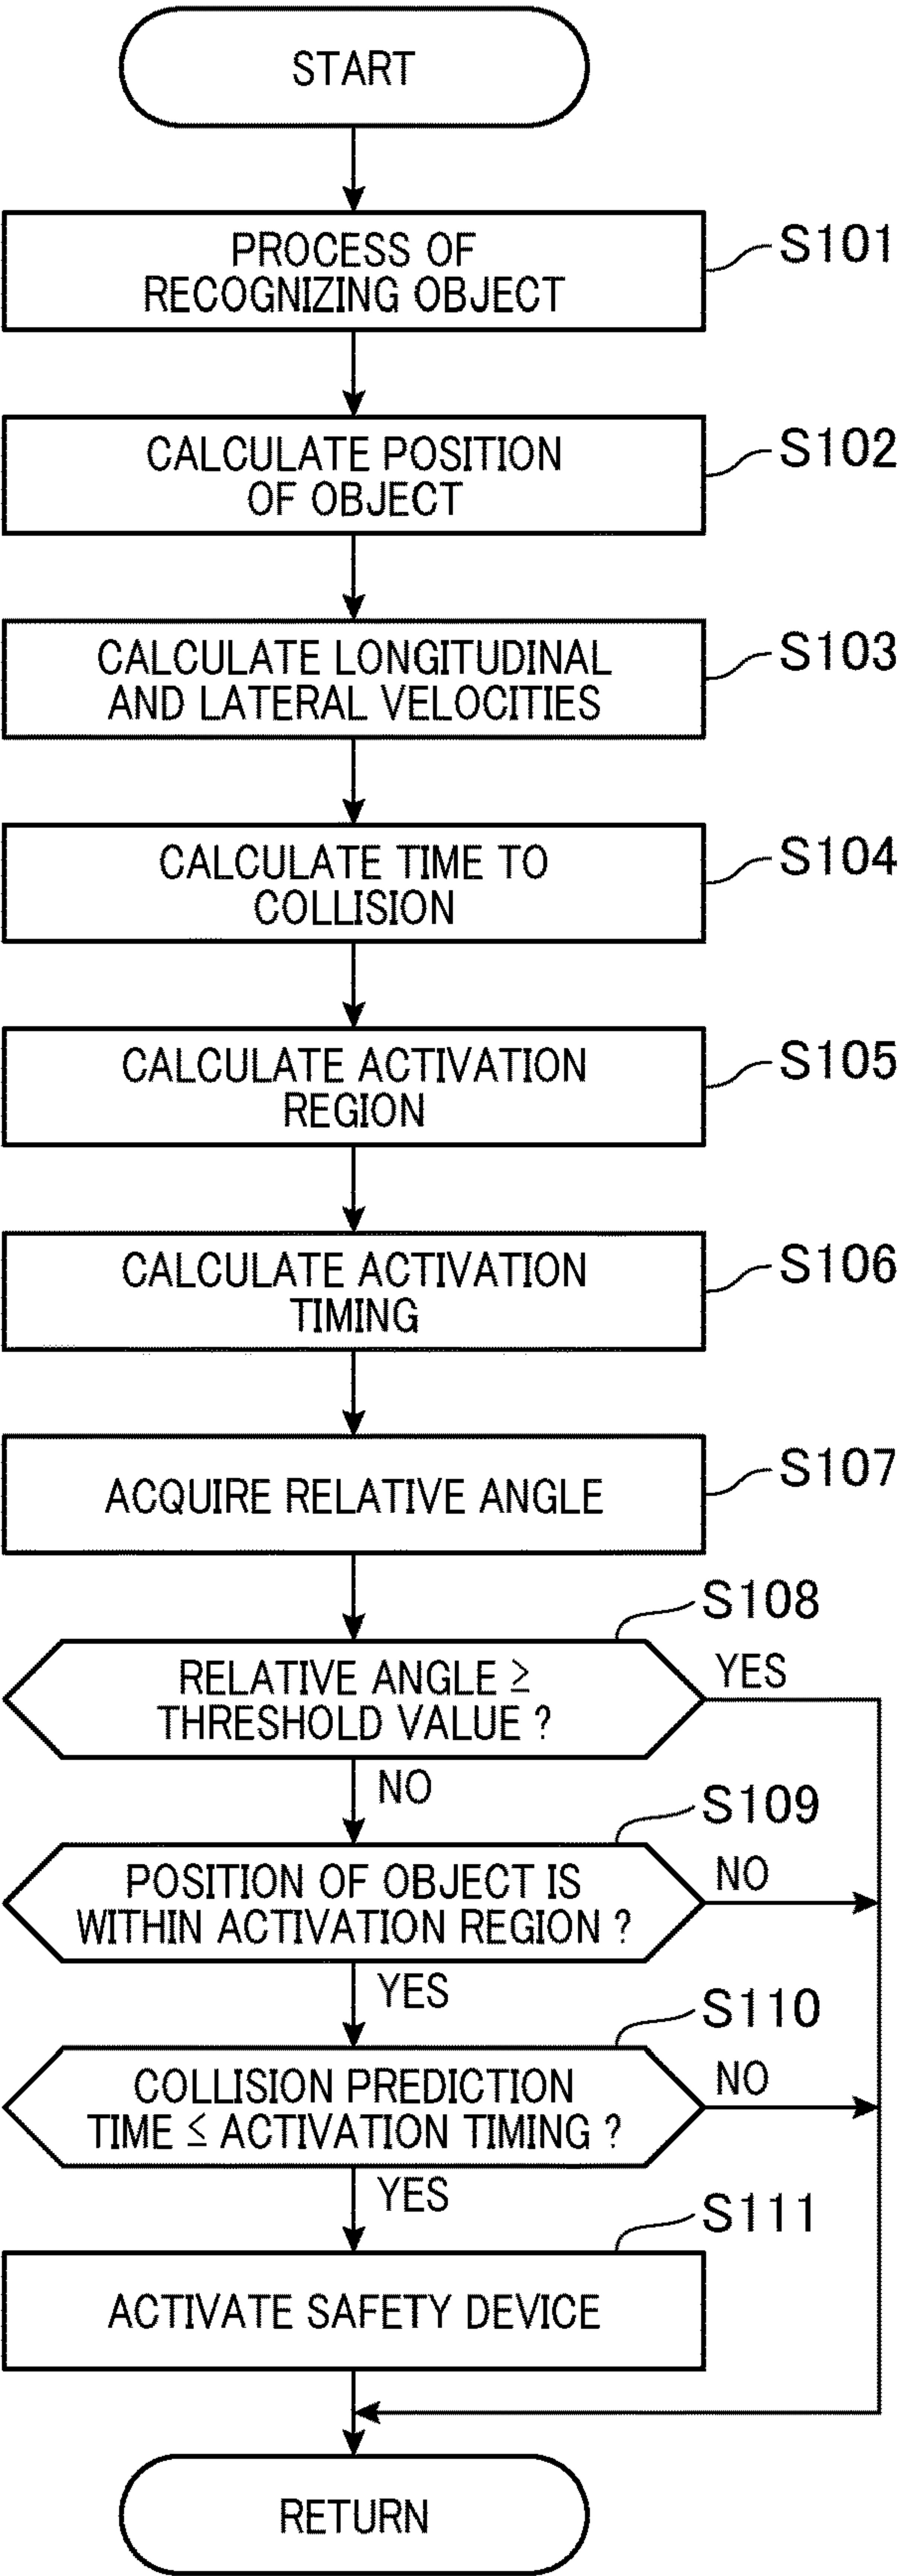 START
PROCESS OF
RECOGNIZING OBJECT
S101
CALCULATE POSITION
OF OBJECT
S102
CALCULATE LONGITUDINAL
AND LATERAL VELOCITIES
S103
CALCULATE TIME TO
COLLISION
S104
CALCULATE ACTIVATION
REGION
S105
CALCULATE ACTIVATION
TIMING
S106
ACQUIRE RELATIVE ANGLE
S107
S108
RELATIVE ANGLE ≥
THRESHOLD VALUE ?
YES
NO
S109
POSITION OF OBJECT IS
WITHIN ACTIVATION REGION ?
NO
YES
S110
COLLISION PREDICTION
TIME ≤ ACTIVATION TIMING ?
NO
YES
S111
ACTIVATE SAFETY DEVICE
RETURN